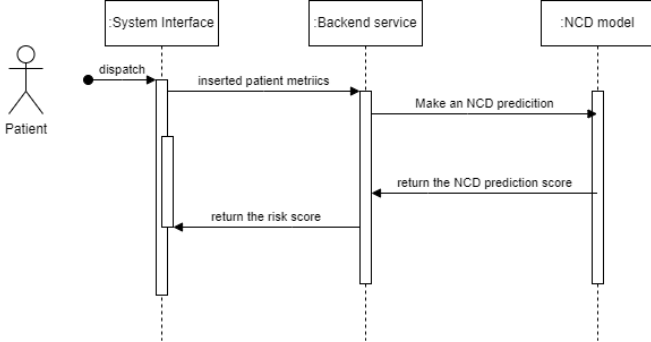 :System Interface
:Backend service
:NCD model
dispatch
inserted patient metriics
Make an NCD prediction
Patient
return the NCD prediction score
return the risk score